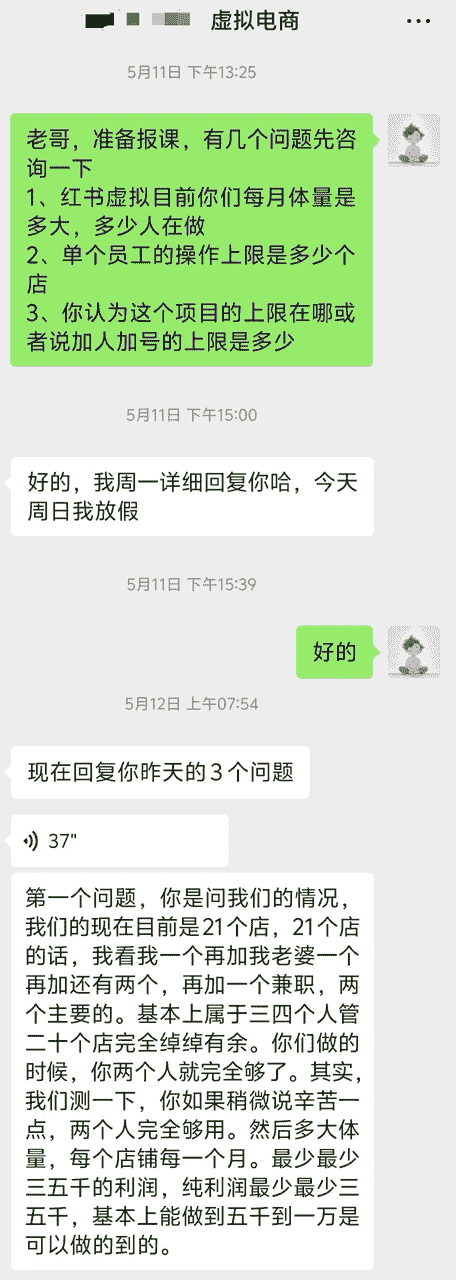 虚拟电商
5月11日 下午13:25
老哥，准备报课，有几个问题先咨
询一下
1、红书虚拟目前你们每月体量是
多大，多少人在做
2、单个员工的操作上限是多少个
店
3、你认为这个项目的上限在哪或
者说加人加号的上限是多少
5月11日 下午15:00
好的，我周一详细回复你哈，今天
周日我放假
5月11日 下午15:39
好的
5月12日 上午07:54
现在回复你昨天的3个问题
37"
第一个问题，你是问我们的情况，
我们的现在目前是21个店，21个店
的话，我看我一个再加我老婆一个
再加还有两个，再加一个兼职，两
个主要的。基本上属于三四个人管
二十个店完全绰绰有余。你们做的
时候，你两个人就完全够了。其实，
我们测一下，你如果稍微说辛苦一
点，两个人完全够用。然后多大体
量，每个店铺每一个月。最少最少
三五千的利润，纯利润最少最少三
五千，基本上能做到五千到一万是
可以做的到的。